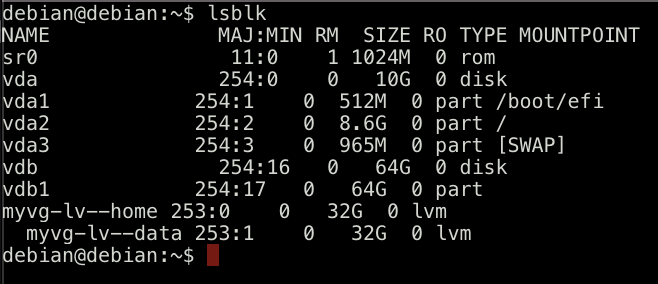 debian@debian:~$ lsblk
NAME                MAJ:MIN RM  SIZE RO TYPE MOUNTPOINT
sr0                  11:0    1 1024M  0 rom
vda                 254:0    0   10G  0 disk
vda1              254:1    0  512M  0 part /boot/efi
vda2              254:2    0  8.6G  0 part /
vda3              254:3    0  965M  0 part [SWAP]
vdb                 254:16   0   64G  0 disk
vdb1              254:17   0   64G  0 part
myvg-lv--home 253:0    0   32G  0 lvm
  myvg-lv--data 253:1    0   32G  0 lvm
debian@debian:~$